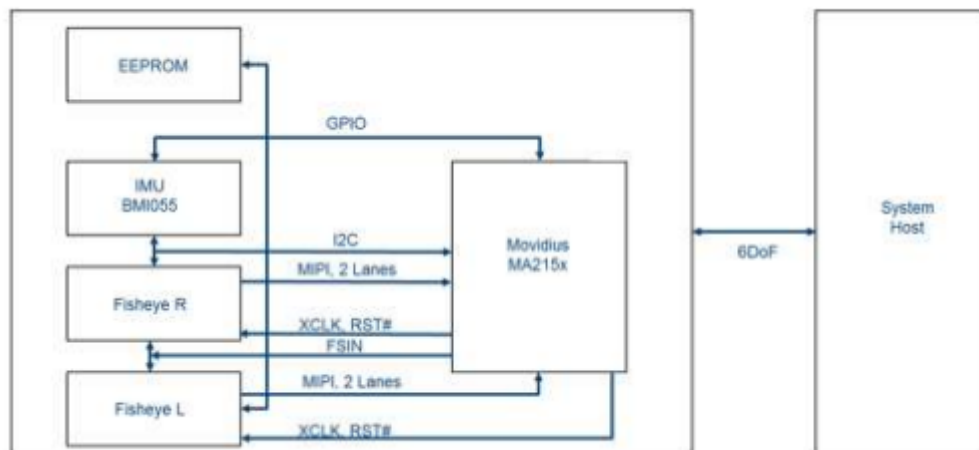 EEPROM
GPIO
IMU
BMI055
I2C
Movidius
MA215x
System
Host
6DoF
MIPI, 2 Lanes
Fisheye R
XCLK, RST#
FSIN
MIPI, 2 Lanes
Fisheye L
XCLK, RST#